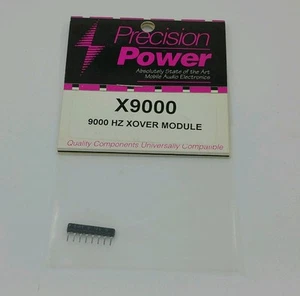 Precision
Power
Absolutely State of the Art
Mobile Audio Electronics
X9000
9000 HZ XOVER MODULE
Quality Components Universally Compatible